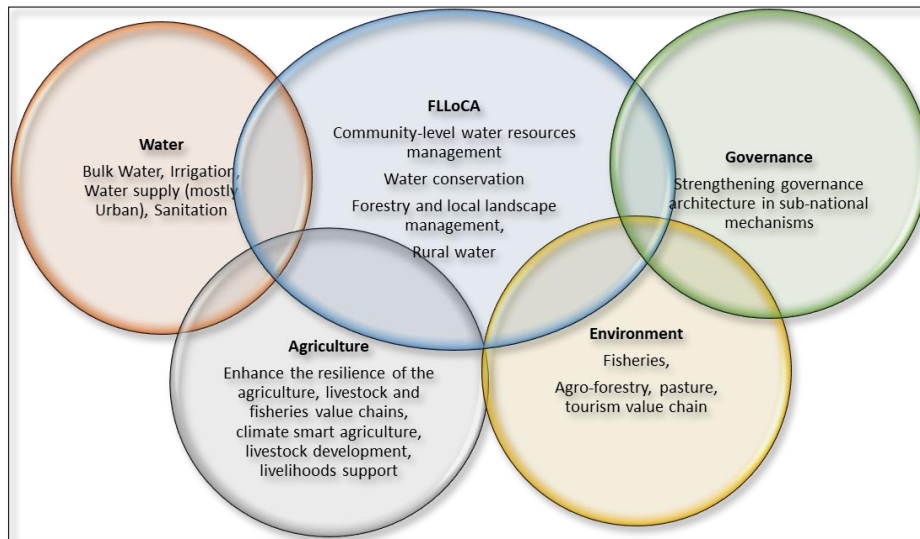 FLLoCA
Community-level water resources
management
Water conservation
Forestry and local landscape
management,
Rural water
Water
Bulk Water, Irrigation,
Water supply (mostly
Urban), Sanitation
Governance
Strengthening governance
architecture in sub-national
mechanisms
Agriculture
Enhance the resilience of the
agriculture, livestock and
fisheries value chains,
climate smart agriculture,
livestock development,
livelihoods support
Environment
Fisheries,
Agro-forestry, pasture,
tourism value chain